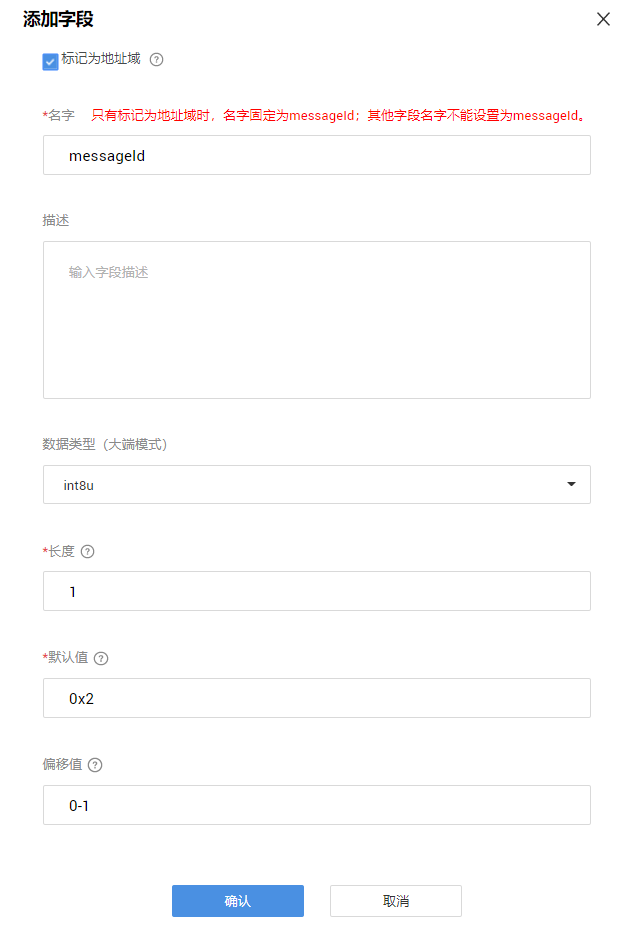 添加字段
标记为地址域
*名字 只有标记为地址域时，名字固定为messageId；其他字段名字不能设置为messageId。
messageId
描述
输入字段描述
数据类型（大端模式）
int8u
*长度
1
*默认值
0x2
偏移值
0-1
确认 取消